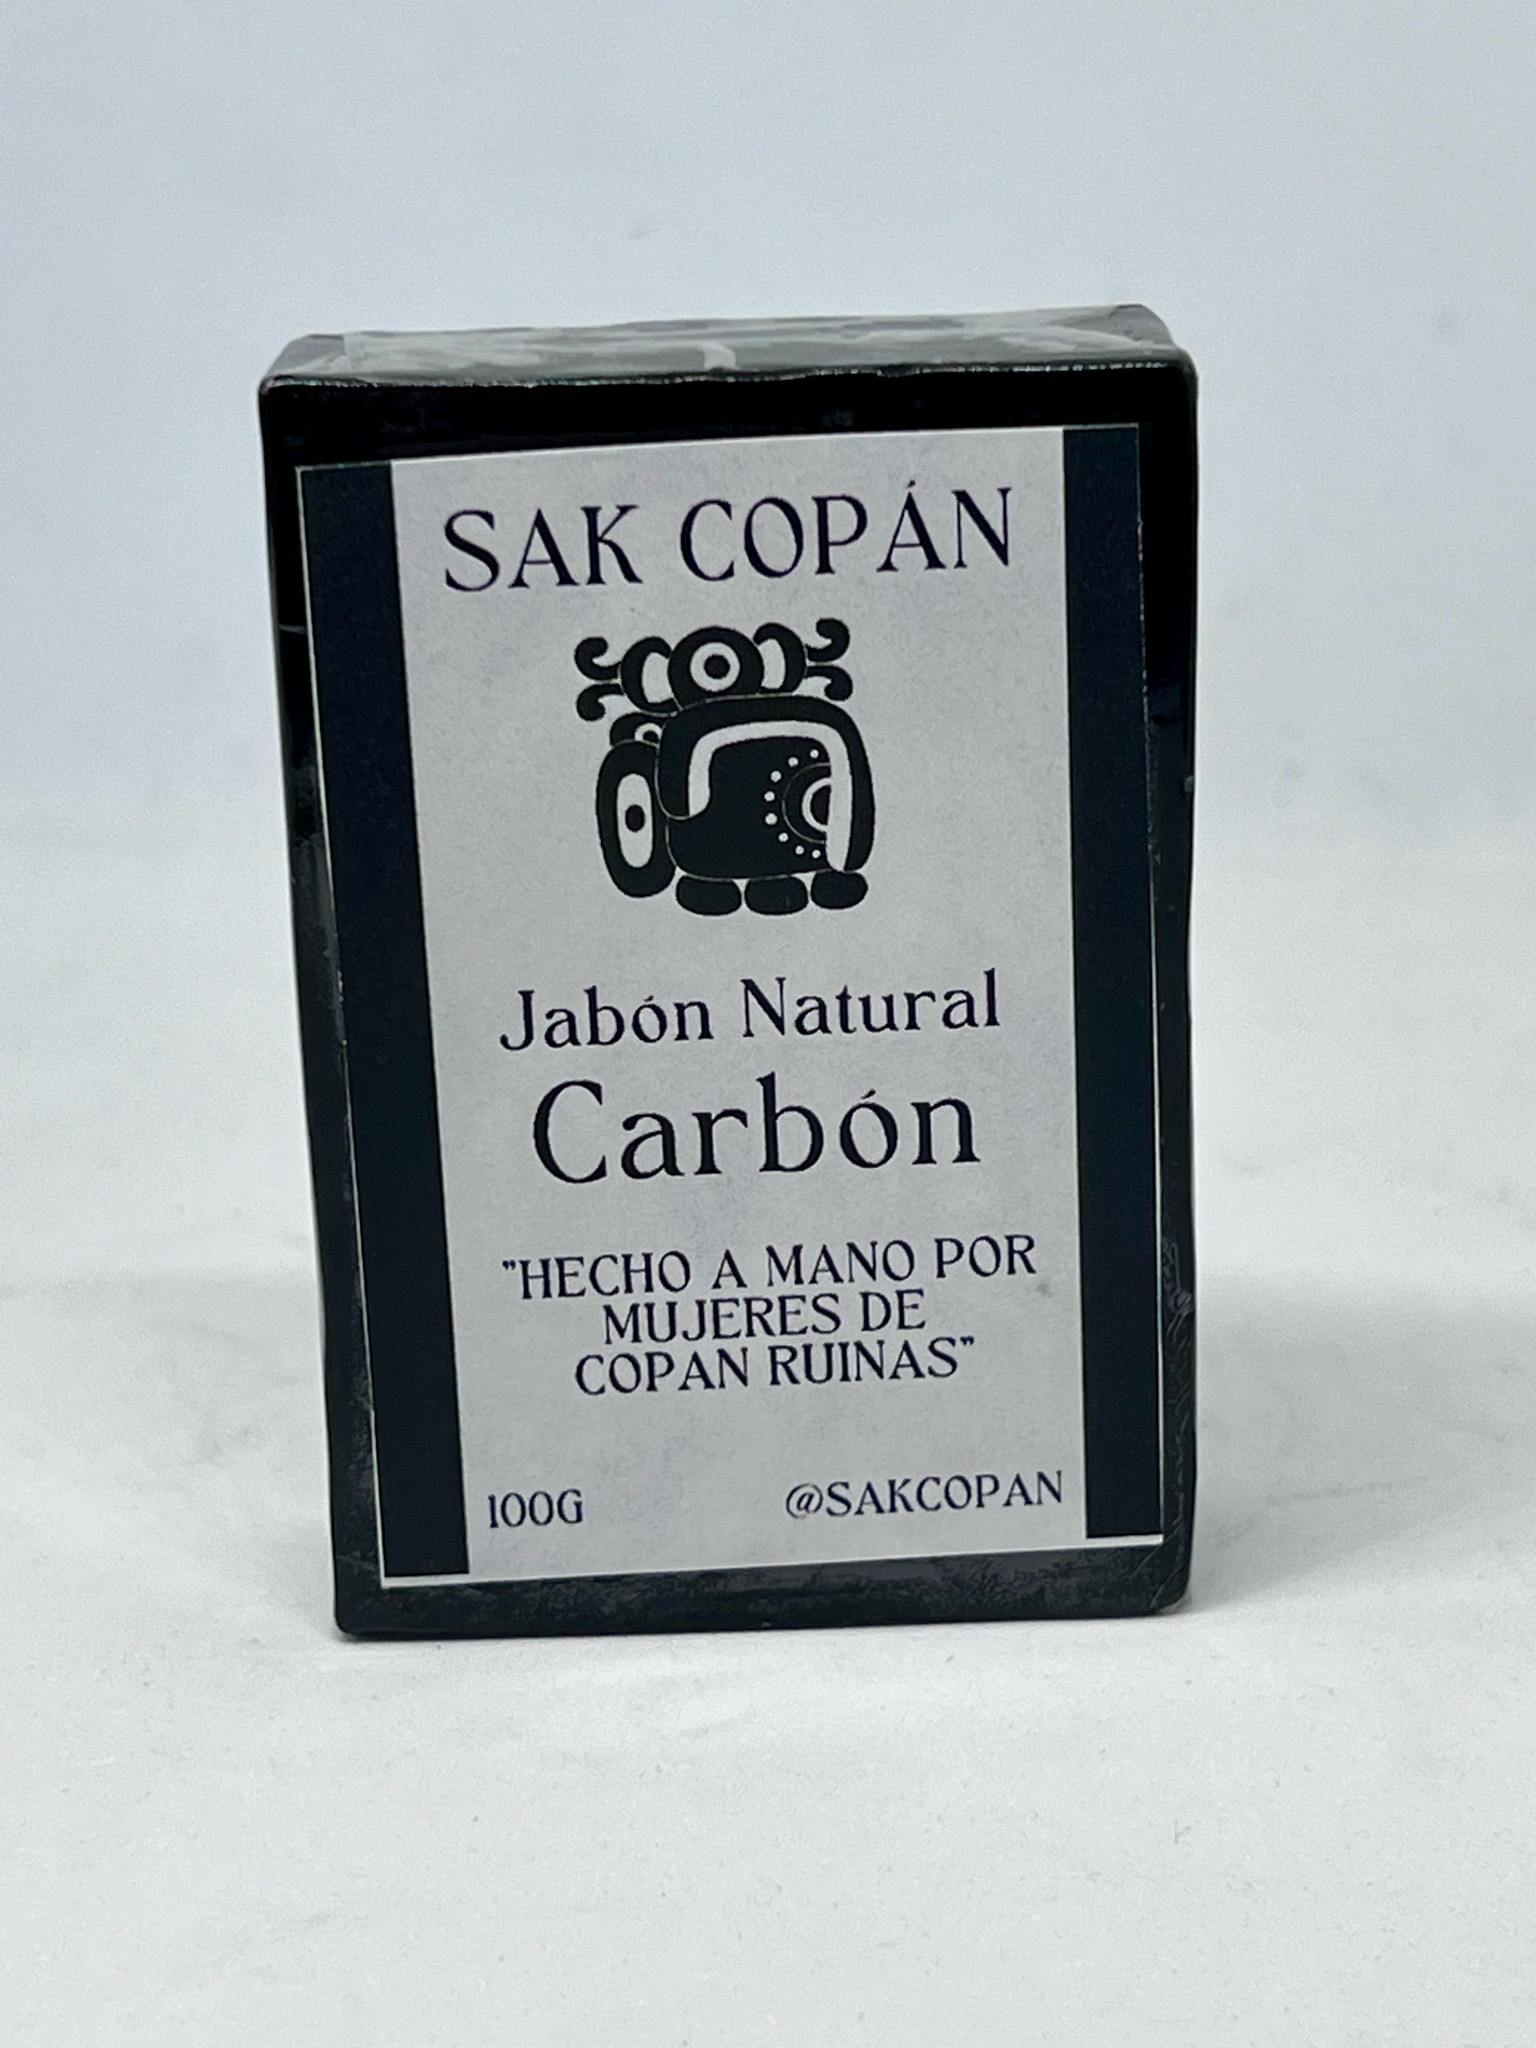 SAK COPÁN
Jabón Natural
Carbón
"HECHO A MANO POR
MUJERES DE
COPAN RUINAS"
100G
@SAKCOPAN